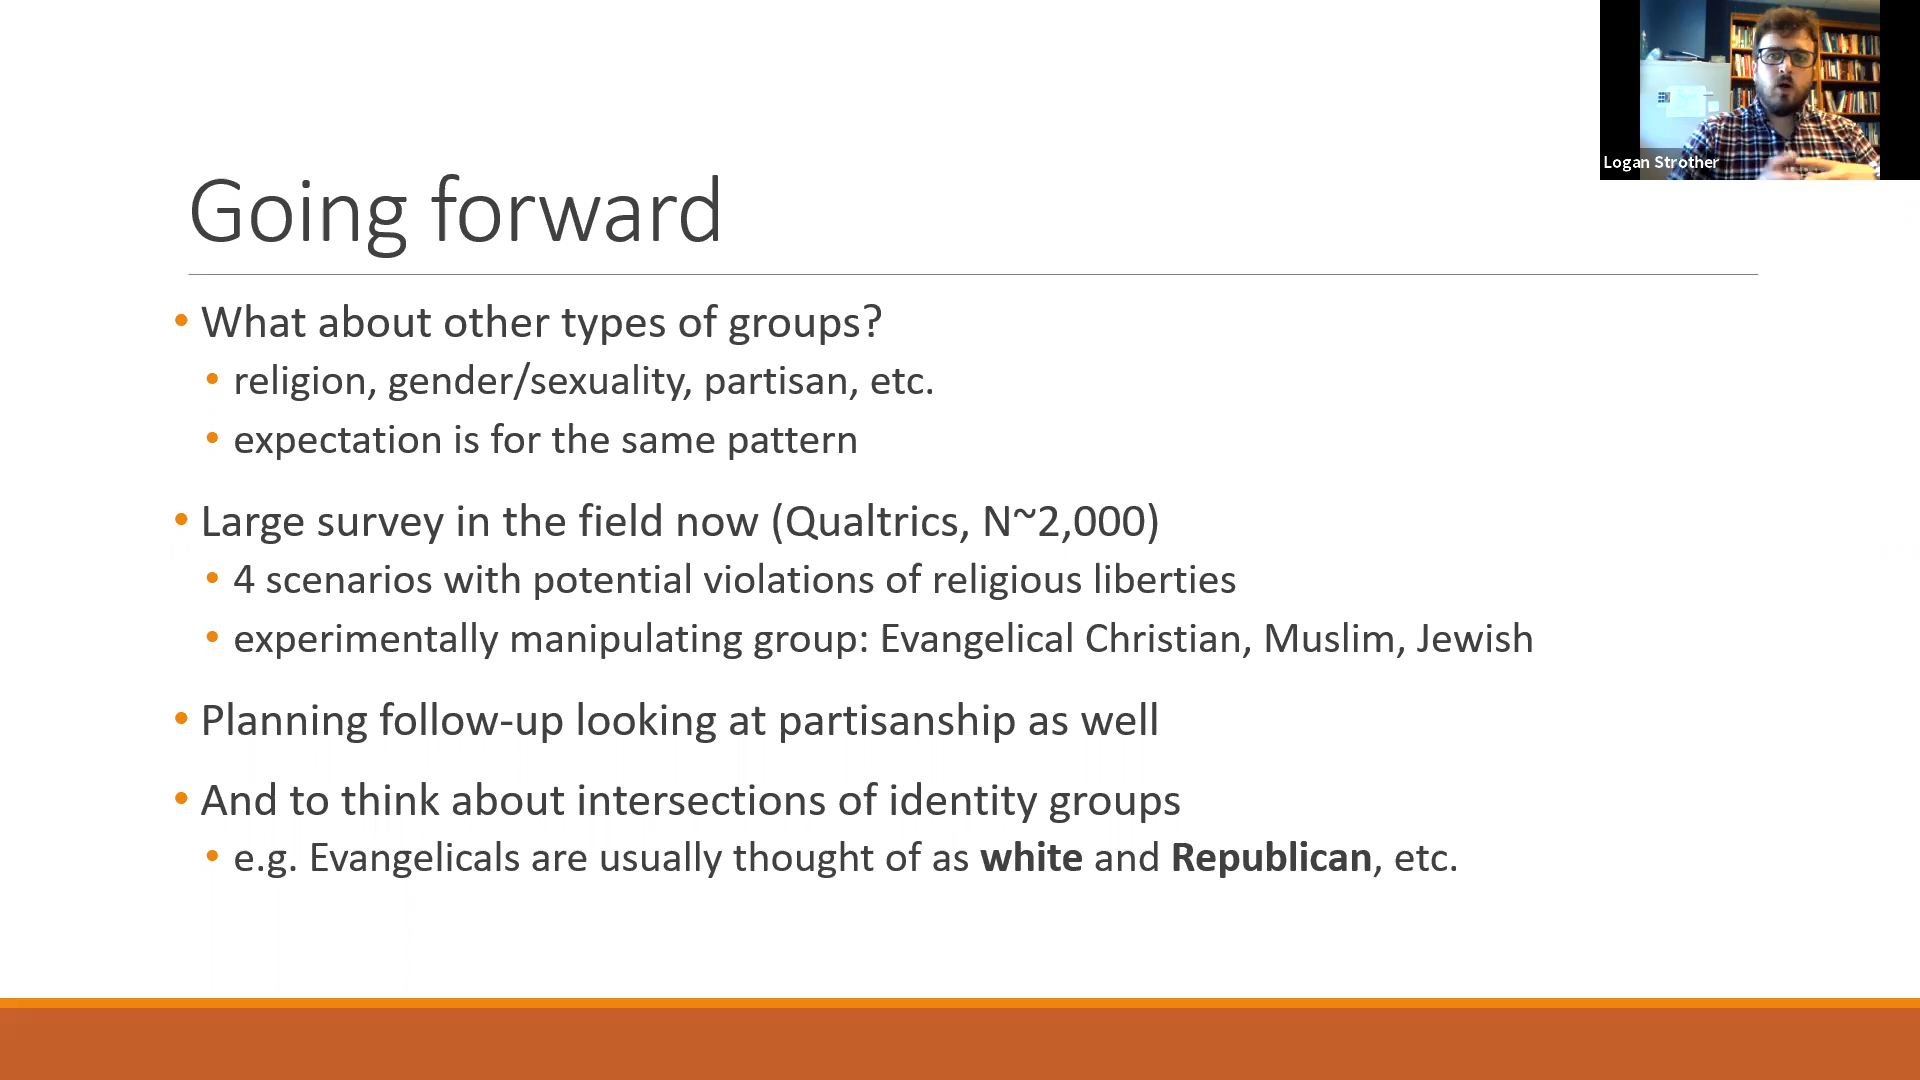 Logan Strother
Going forward
• What about other types of groups?
• religion, gender/sexuality, partisan, etc.
• expectation is for the same pattern
• Large survey in the field now (Qualtrics, N~2,000)
• 4 scenarios with potential violations of religious liberties
• experimentally manipulating group: Evangelical Christian, Muslim, Jewish
• Planning follow-up looking at partisanship as well
• And to think about intersections of identity groups
• e.g. Evangelicals are usually thought of as white and Republican, etc.